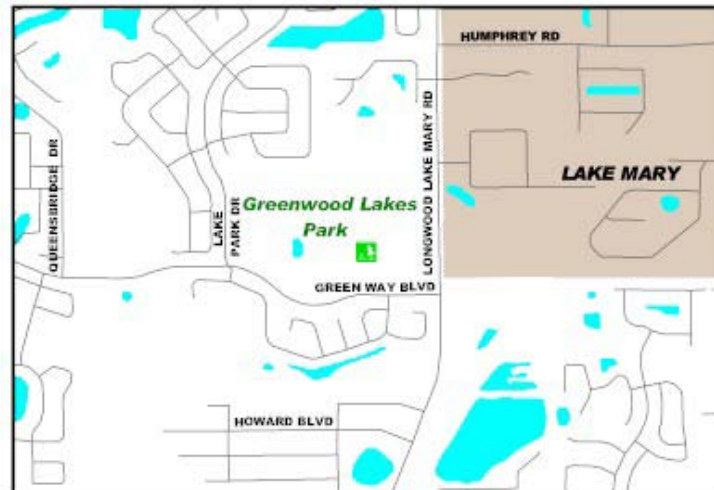 HUMPHREY RD
LONGWOOD LAKE MARY RD
QUEENSBRIDGE DR
LAKE MARY
LAKE
PARK DR
Greenwood Lakes
Park
GREEN WAY BLVD
HOWARD BLVD